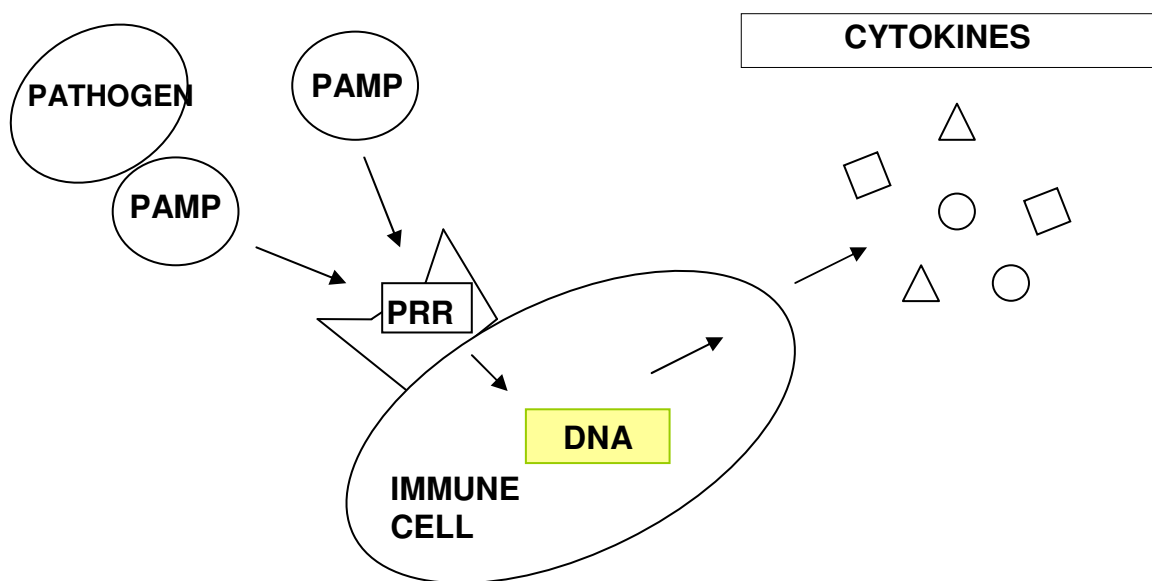 CYTOKINES
PATHOGEN
PAMP
PAMP
PRR
DNA
IMMUNE
CELL